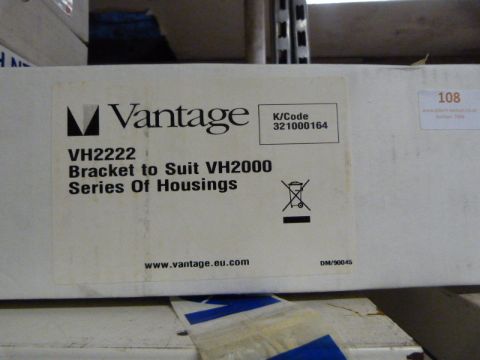 Vantage
K/Code
321000164
VH2222
Bracket to Suit VH2000
Series Of Housings
www.vantage.eu.com
DM/90045
108